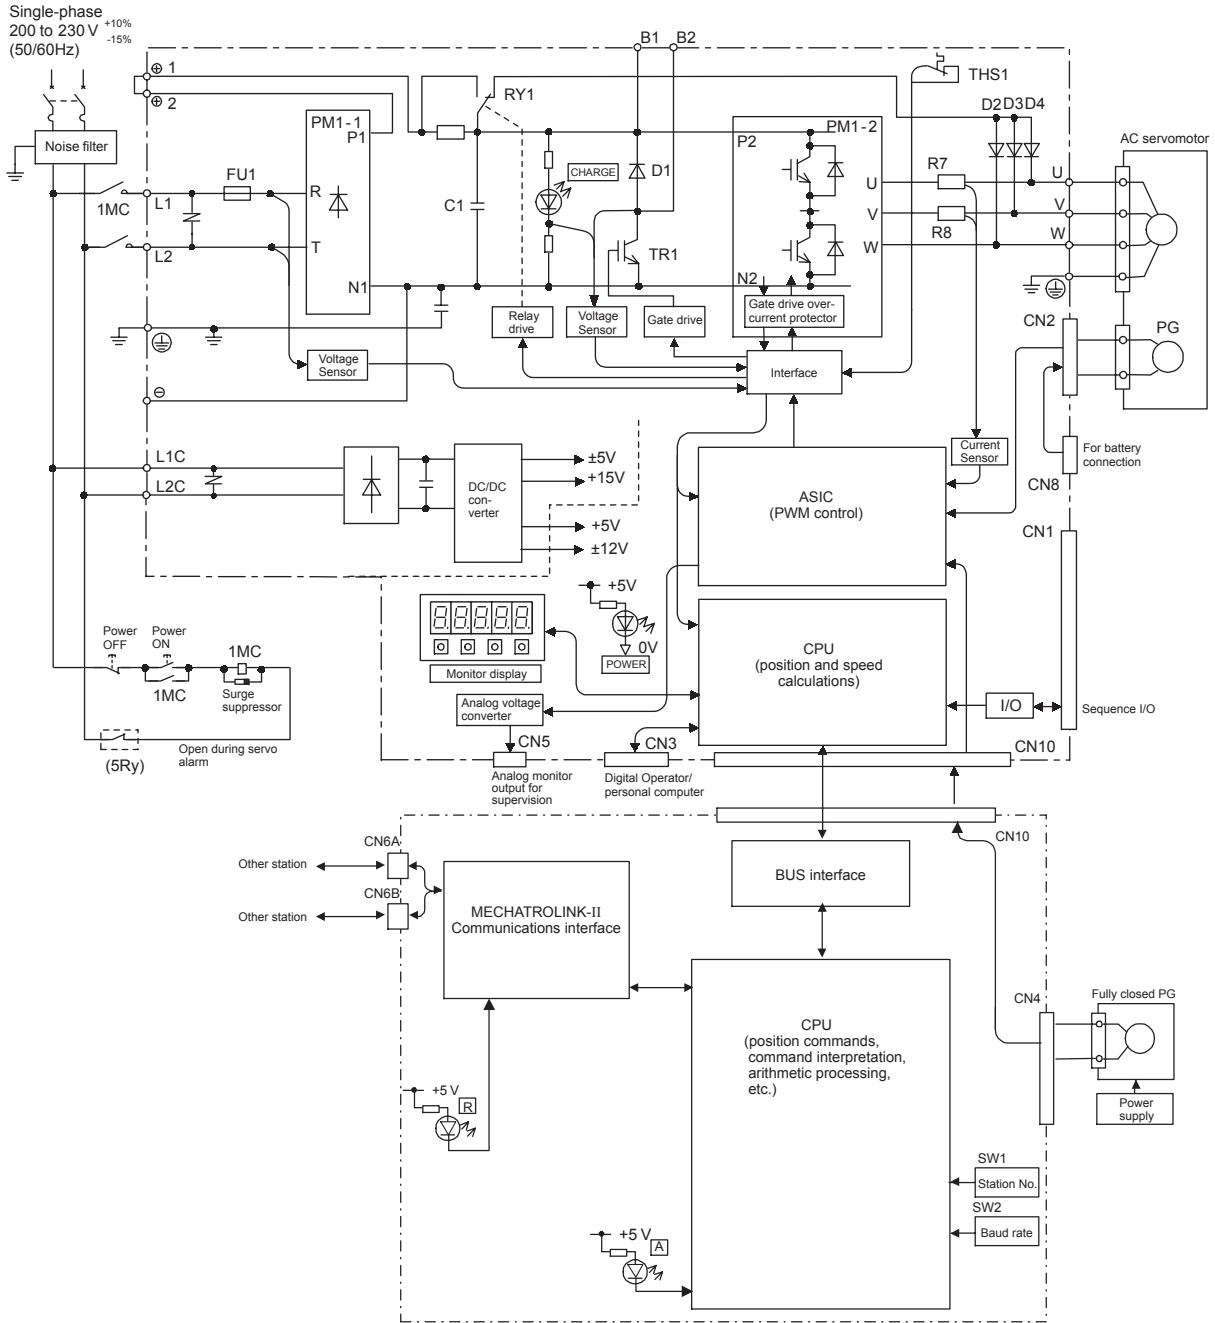 Single-phase
200 to 230 V +10%
-15%
(50/60Hz)
B1 B2
⊕ 1
⊕ 2
THS1
RY1
D2 D3 D4
PM1-1
P1
PM1-2
P2
AC servomotor
Noise filter
CHARGE
D1
R7
U
U
FU1
R
1MC
L1
C1
V
R8
V
L2
T
TR1
W
W
N1
N2
Relay
drive
Voltage
Sensor
Gate drive
Gate drive over-
current protector
CN2
PG
Voltage
Sensor
Interface
⊖
L1C
L2C
DC/DC
con-
verter
±5V
+15V
+5V
±12V
Current
Sensor
For battery
connection
CN8
ASIC
(PWM control)
CN1
+5V
0V
POWER
8.8.8.8.8.
Monitor display
CPU
(position and speed
calculations)
Power
OFF
Power
ON
1MC
1MC
Surge
suppressor
Analog voltage
converter
I/O
Sequence I/O
(5Ry)
Open during servo
alarm
CN5
CN3
CN10
Analog monitor
output for
supervision
Digital Operator/
personal computer
CN10
CN6A
Other station
CN6B
Other station
MECHATROLINK-II
Communications interface
BUS interface
CN4
Fully closed PG
CPU
(position commands,
command interpretation,
arithmetic processing,
etc.)
Power
supply
+5 V
R
SW1
Station No.
SW2
Baud rate
+5 V
A